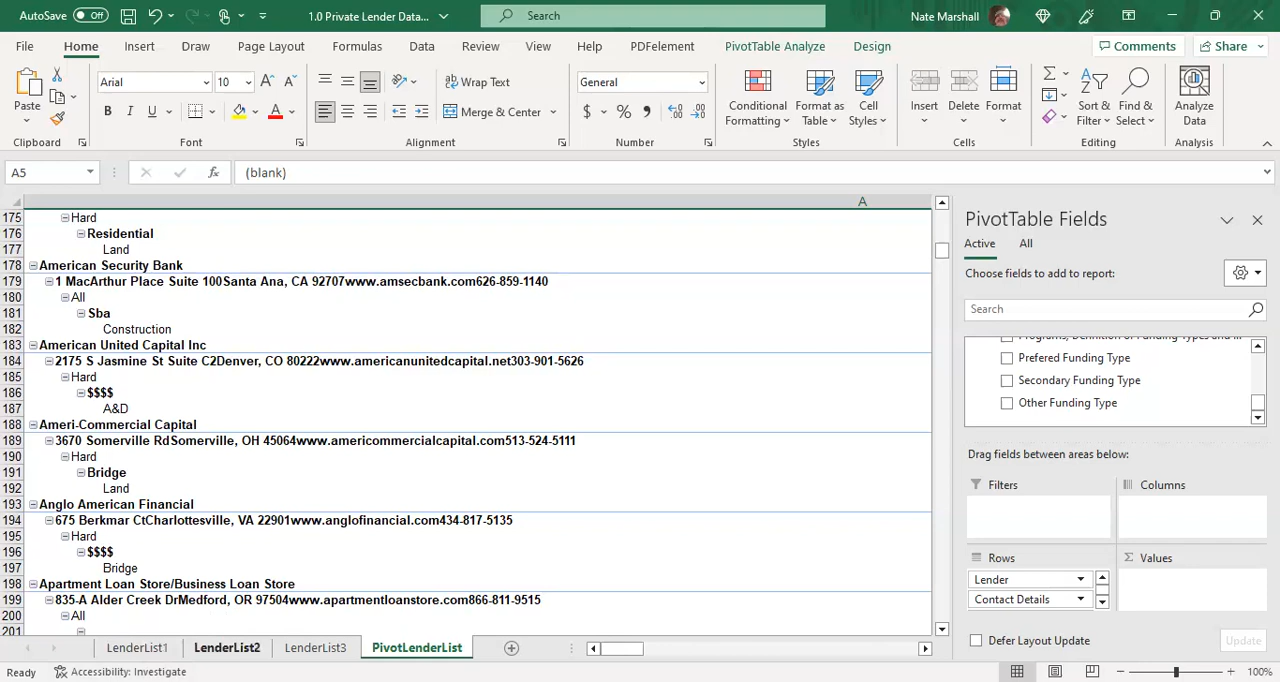 AutoSave Off 1.0 Private Lender Data... Search Nate Marshall
File Home Insert Draw Page Layout Formulas Data Review View Help PDFelement PivotTable Analyze Design Comments Share
Paste
Clipboard
Arial 10
B I U A
Font
Wrap Text
Merge & Center
Alignment
General
$ % ,
Number
Conditional Formatting
Format as Table
Cell Styles
Styles
Insert Delete Format
Cells
Sort & Filter
Find & Select
Editing
Analyze Data
Analysis
A5 fx (blank)
A
175 Hard
176 Residential
177 Land
178 American Security Bank
179 1 MacArthur Place Suite 100Santa Ana, CA 92707www.amsecbank.com626-859-1140
180 All
181 Sba
182 Construction
183 American United Capital Inc
184 2175 S Jasmine St Suite C2Denver, CO 80222www.americanunitedcapital.net303-901-5626
185 Hard
186 $$$$
187 A&D
188 Ameri-Commercial Capital
189 3670 Somerville RdSomerville, OH 45064www.americommercialcapital.com513-524-5111
190 Hard
191 Bridge
192 Land
193 Anglo American Financial
194 675 Berkmar CtCharlottesville, VA 22901www.anglofinancial.com434-817-5135
195 Hard
196 $$$$
197 Bridge
198 Apartment Loan Store/Business Loan Store
199 835-A Alder Creek DrMedford, OR 97504www.apartmentloanstore.com866-811-9515
200 All
201
PivotTable Fields
Active All
Choose fields to add to report:
Search
Programs, Definition of Funding Types and ...
Prefered Funding Type
Secondary Funding Type
Other Funding Type
Drag fields between areas below:
Filters Columns
Rows Σ Values
Lender
Contact Details
Defer Layout Update Update
LenderList1 LenderList2 LenderList3 PivotLenderList
Ready Accessibility: Investigate 100%